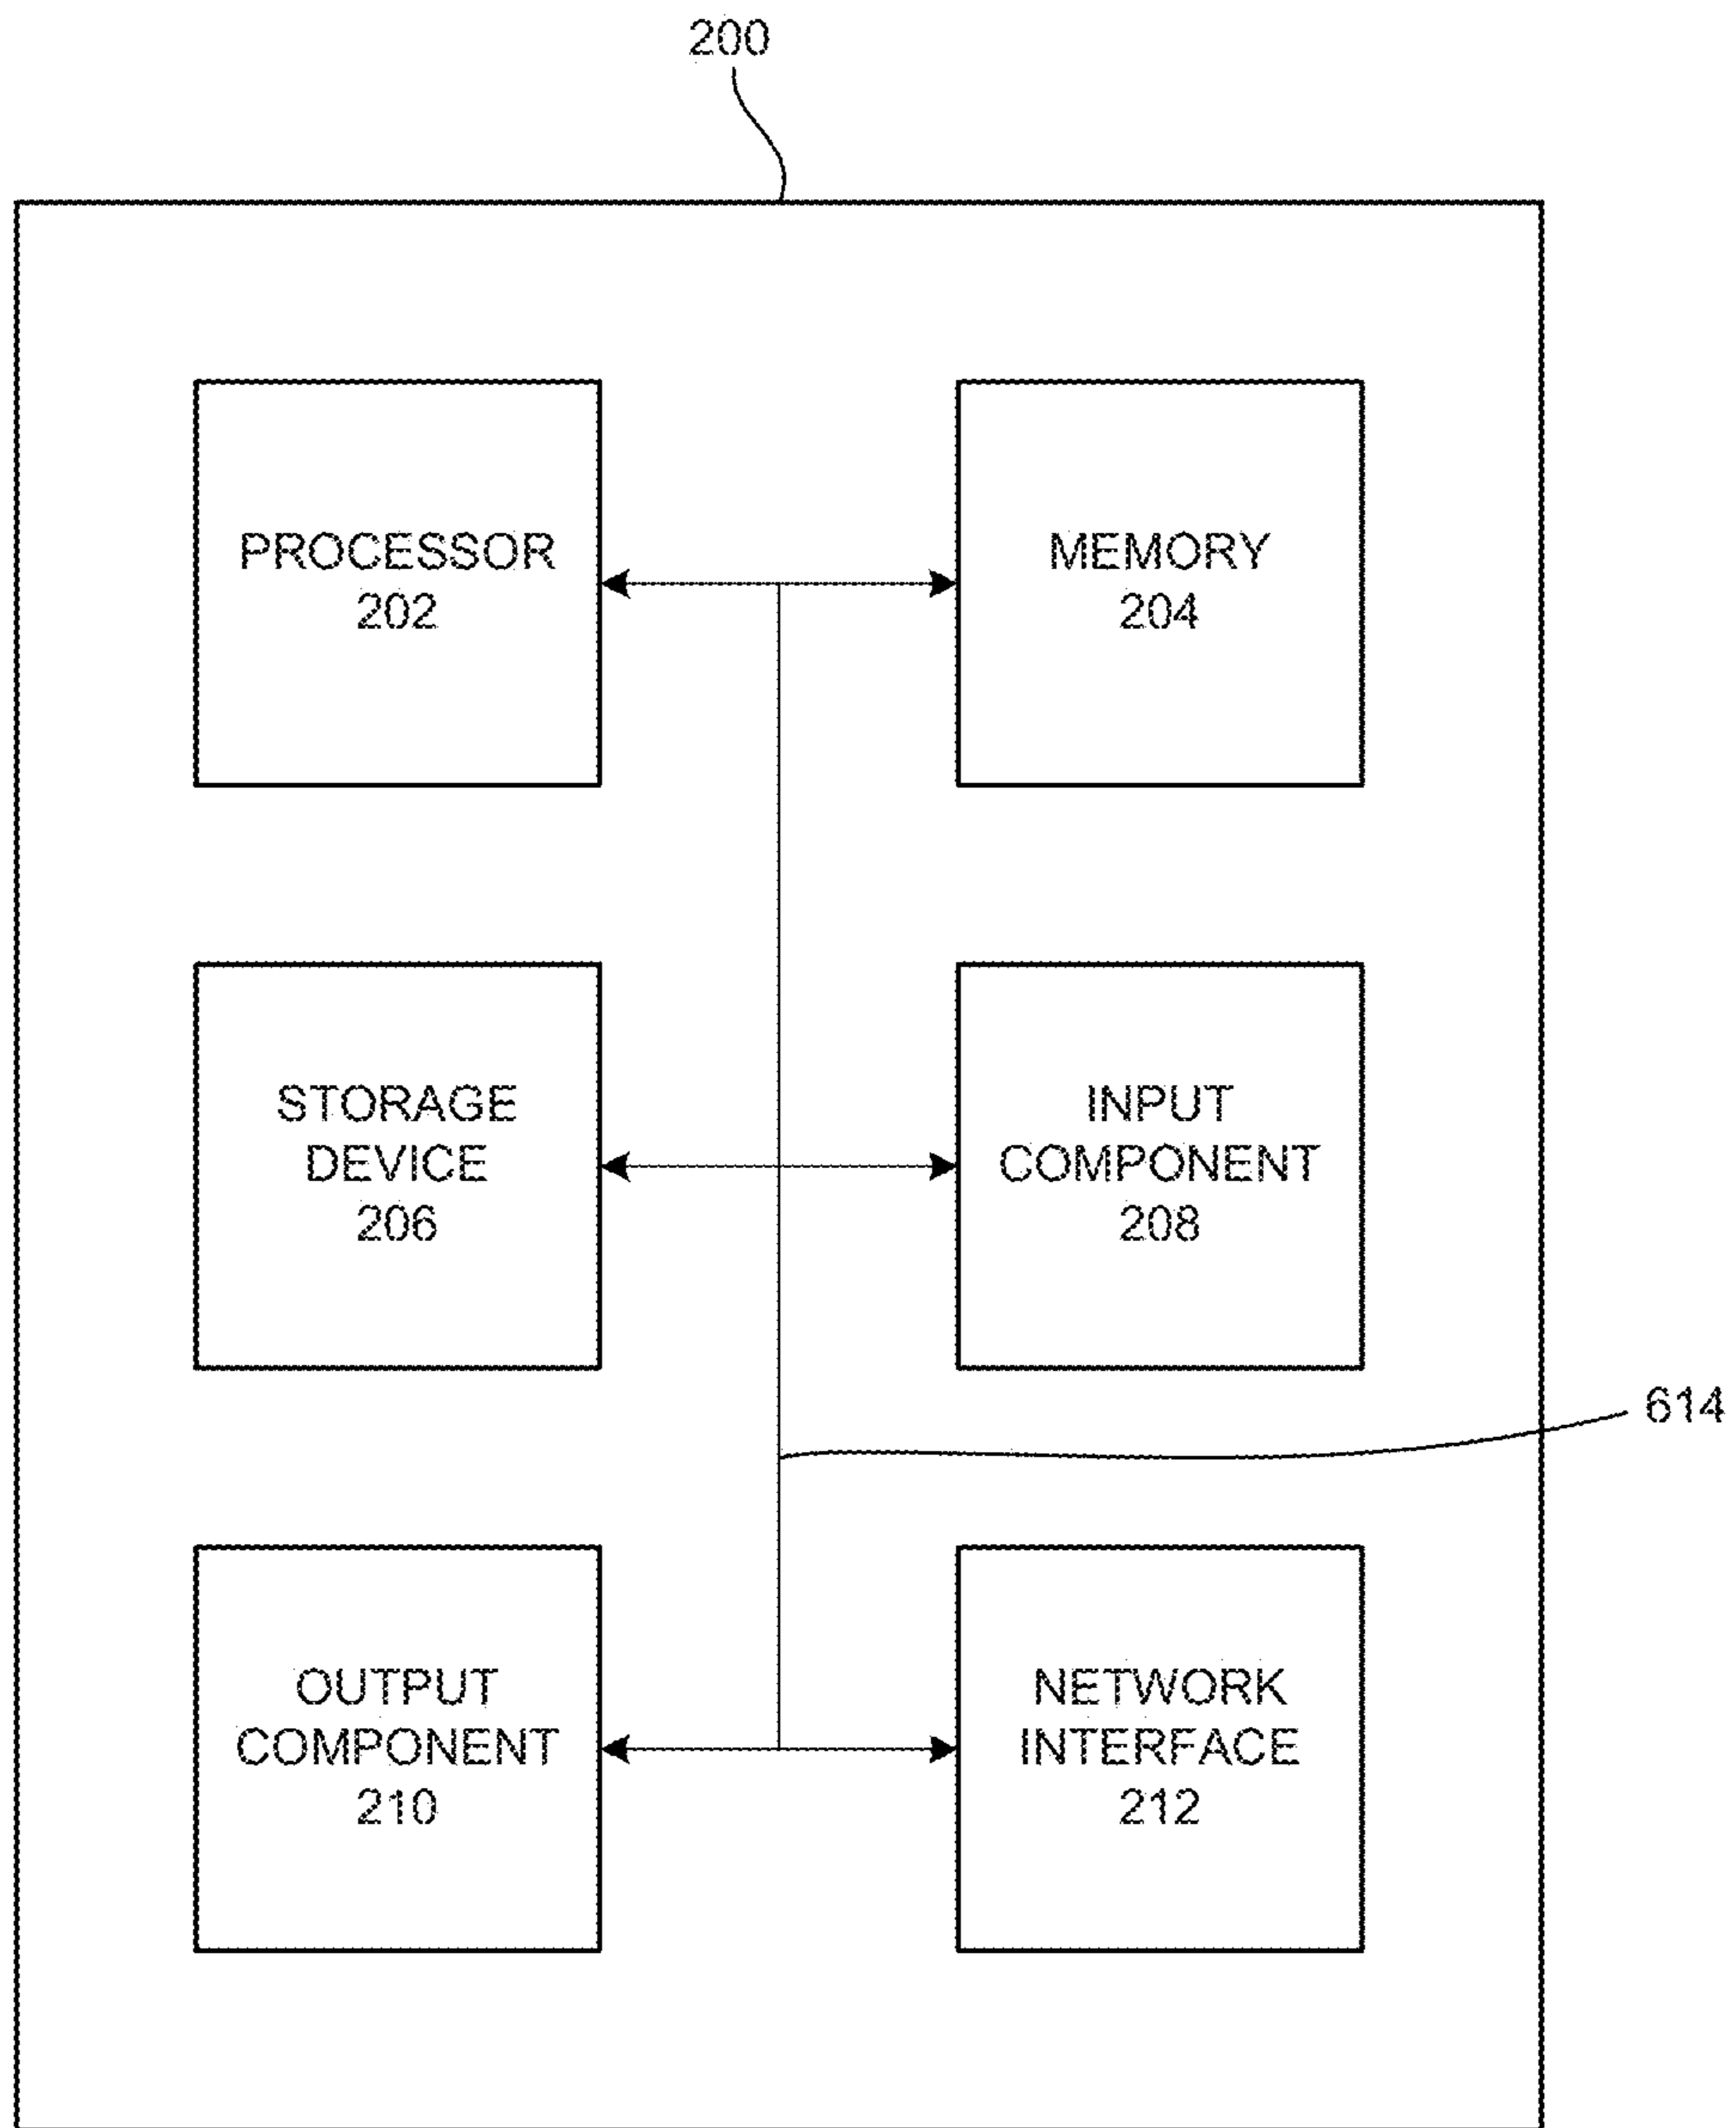 200
PROCESSOR
202
MEMORY
204
STORAGE
DEVICE
206
INPUT
COMPONENT
208
614
OUTPUT
COMPONENT
210
NETWORK
INTERFACE
212